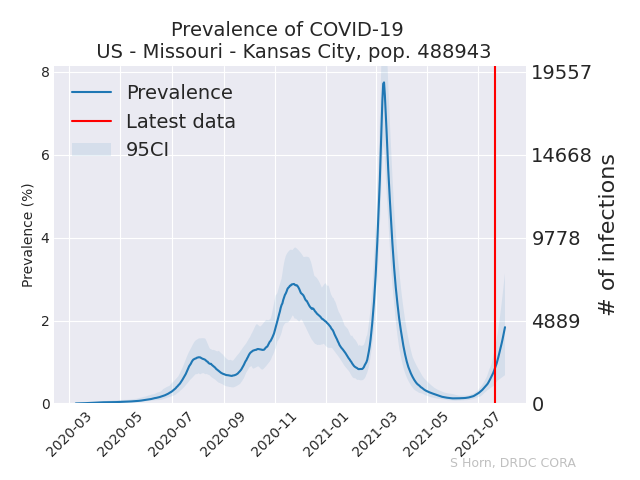 Prevalence of COVID-19
US - Missouri - Kansas City, pop. 488943
Prevalence
Latest data
95CI
Prevalence (%)
8
6
4
2
0
19557
14668
9778
4889
0
# of infections
2020-03
2020-05
2020-07
2020-09
2020-11
2021-01
2021-03
2021-05
2021-07
S Horn, DRDC CORA